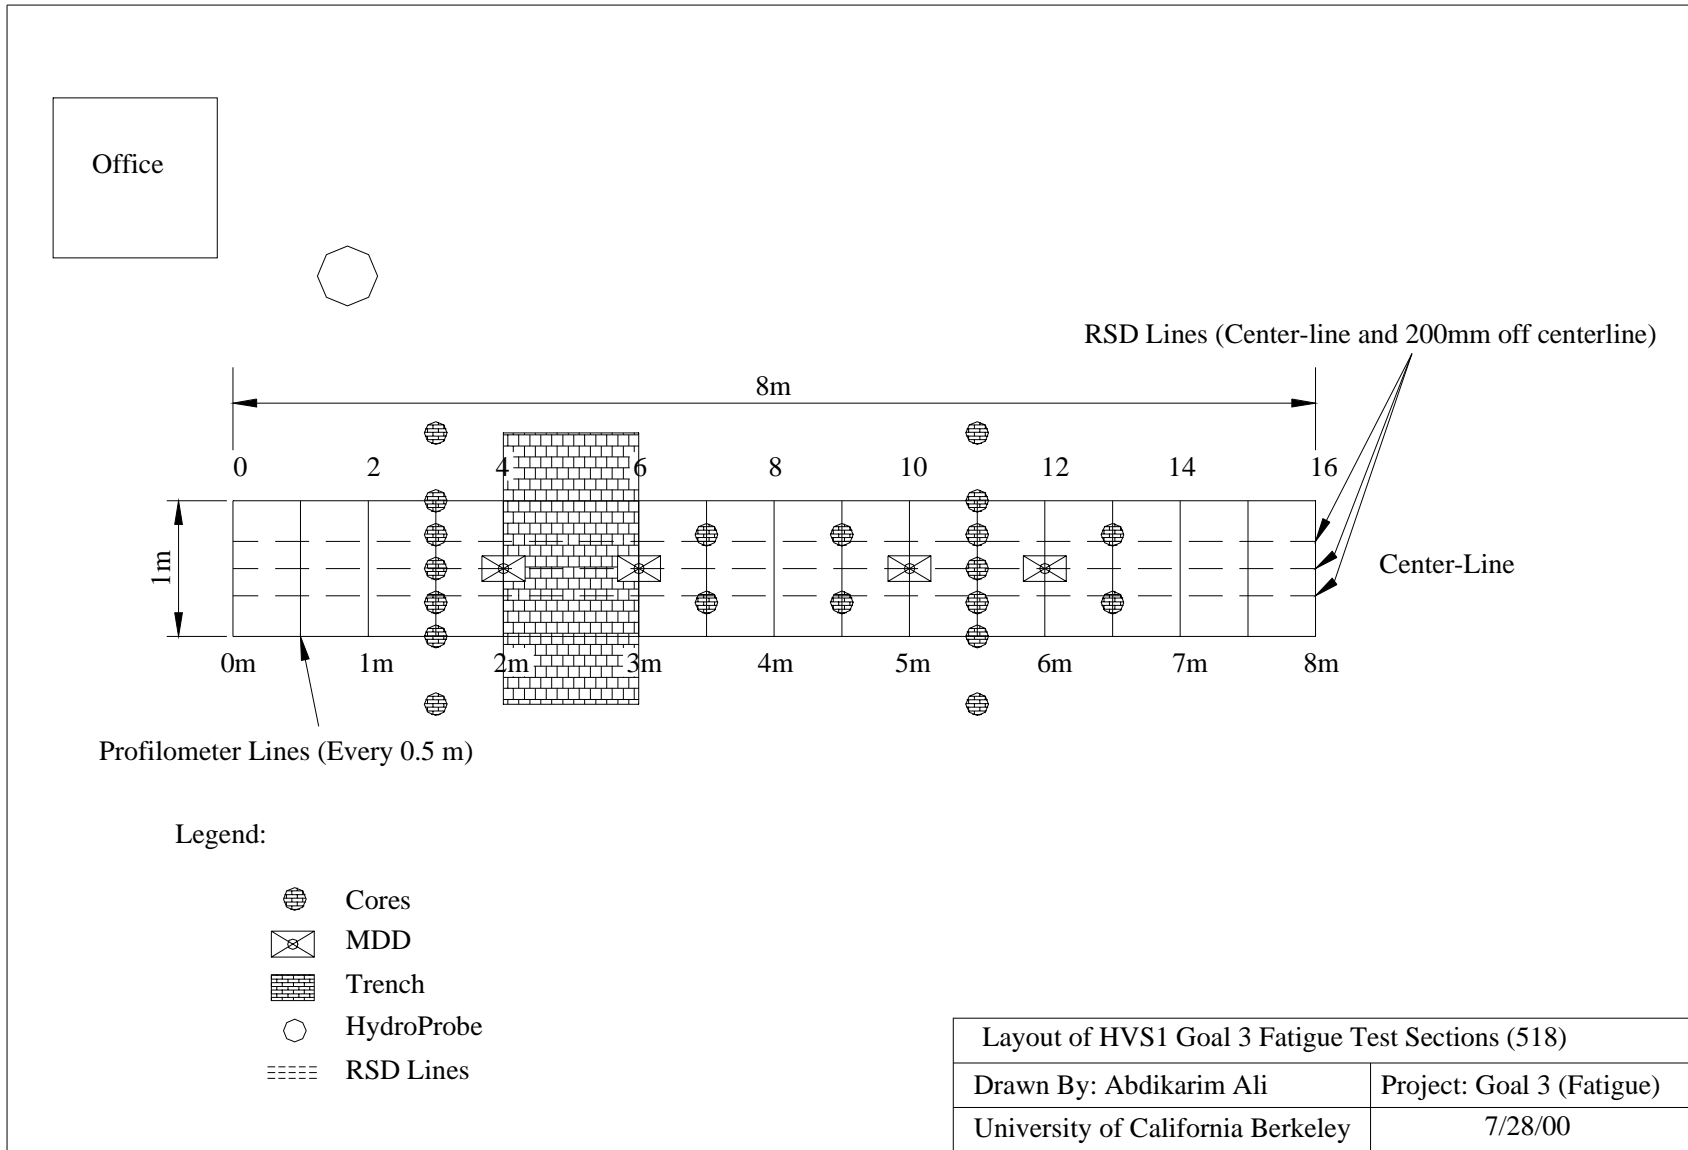 Office
RSD Lines (Center-line and 200mm off centerline)
8m
0 2 4 6 8 10 12 14 16
1m
Center-Line
0m 1m 2m 3m 4m 5m 6m 7m 8m
Profilometer Lines (Every 0.5 m)
Legend:
Cores
MDD
Trench
HydroProbe
RSD Lines
Layout of HVS1 Goal 3 Fatigue Test Sections (518)
Drawn By: Abdikarim Ali
Project: Goal 3 (Fatigue)
University of California Berkeley
7/28/00